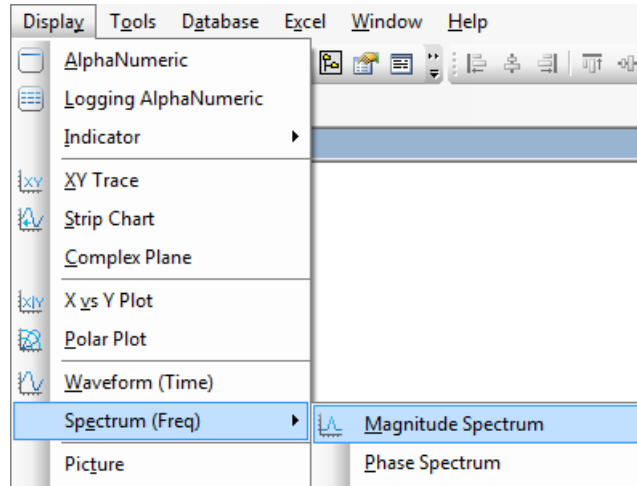 Display Tools Database Excel Window Help
AlphaNumeric
Logging AlphaNumeric
Indicator
XY Trace
Strip Chart
Complex Plane
X vs Y Plot
Polar Plot
Waveform (Time)
Spectrum (Freq) Magnitude Spectrum
Picture Phase Spectrum